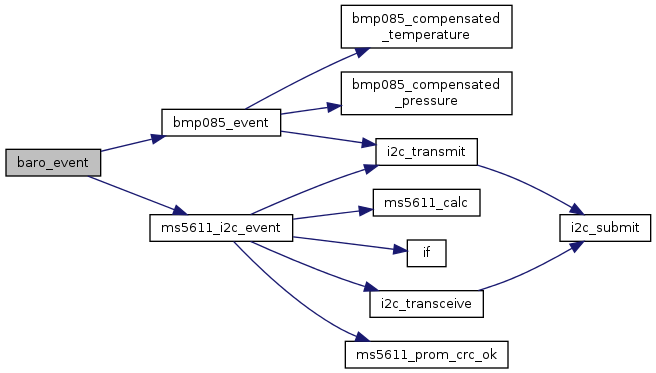 bmp085_compensated
_temperature
bmp085_compensated
_pressure
bmp085_event
i2c_transmit
baro_event
ms5611_calc
ms5611_i2c_event
i2c_submit
if
i2c_transceive
ms5611_prom_crc_ok